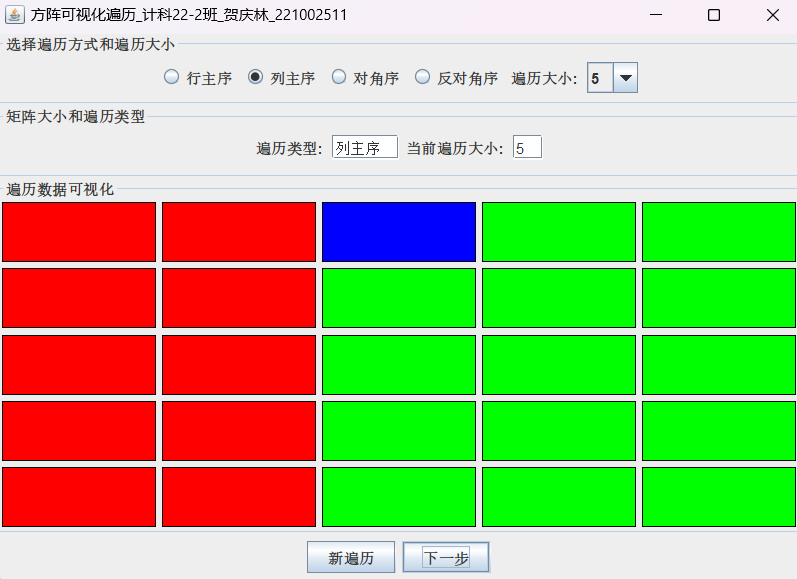 方阵可视化遍历_计科22-2班_贺庆林_221002511
选择遍历方式和遍历大小
行主序 列主序 对角序 反对角序 遍历大小: 5
矩阵大小和遍历类型
遍历类型: 列主序 当前遍历大小: 5
遍历数据可视化
新遍历 下一步